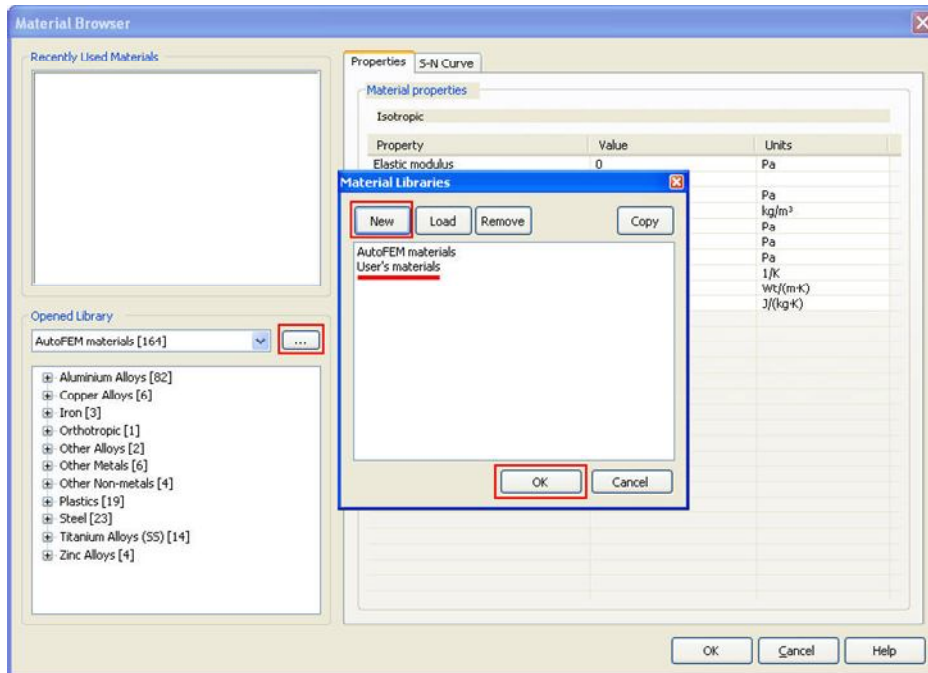 Material Browser
Recently Used Materials
Properties S-N Curve
Material properties
Isotropic
Property Value Units
Elastic modulus 0 Pa
Material Libraries
Pa
New Load Remove Copy
kg/m³
Pa
Pa
AutoFEM materials
Pa
User's materials
1/K
Wt/(m·K)
J/(kg·K)
Opened Library
AutoFEM materials [164] ...
Aluminium Alloys [82]
Copper Alloys [6]
Iron [3]
Orthotropic [1]
Other Alloys [2]
Other Metals [6]
Other Non-metals [4]
OK Cancel
Plastics [19]
Steel [23]
Titanium Alloys (SS) [14]
Zinc Alloys [4]
OK Cancel Help